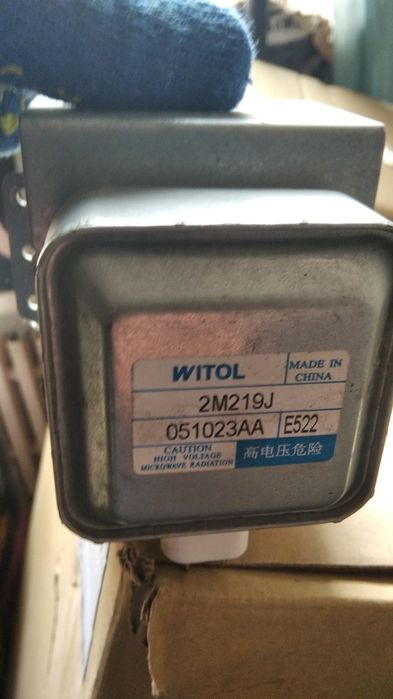 WITOL
MADE IN
CHINA
2M219J
051023AA
E522
CAUTION
HIGH VOLTAGE
MICROWAVE RADIATION
高电压危险